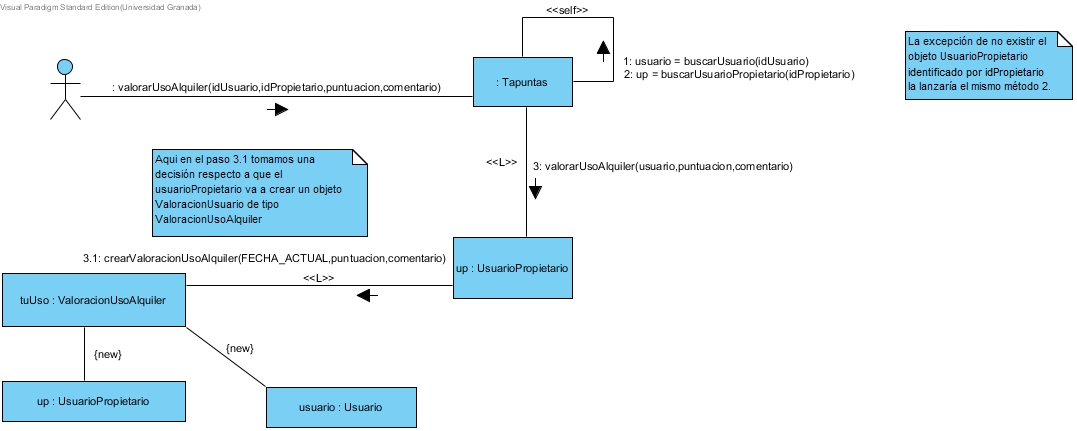 Visual Paradigm Standard Edition(Universidad Granada)
<<self>>
1: usuario = buscarUsuario(idUsuario)
2: up = buscarUsuarioPropietario(idPropietario)
La excepción de no existir el
objeto UsuarioPropietario
identificado por idPropietario
la lanzaría el mismo método 2.
: valorarUsoAlquiler(idUsuario,idPropietario,puntuacion,comentario)
: Tapuntas
<<L>>
3: valorarUsoAlquiler(usuario,puntuacion,comentario)
Aqui en el paso 3.1 tomamos una
decisión respecto a que el
usuarioPropietario va a crear un objeto
ValoracionUsuario de tipo
ValoracionUsoAlquiler
3.1: crearValoracionUsoAlquiler(FECHA_ACTUAL,puntuacion,comentario)
<<L>>
up : UsuarioPropietario
tuUso : ValoracionUsoAlquiler
{new}
{new}
up : UsuarioPropietario
usuario : Usuario